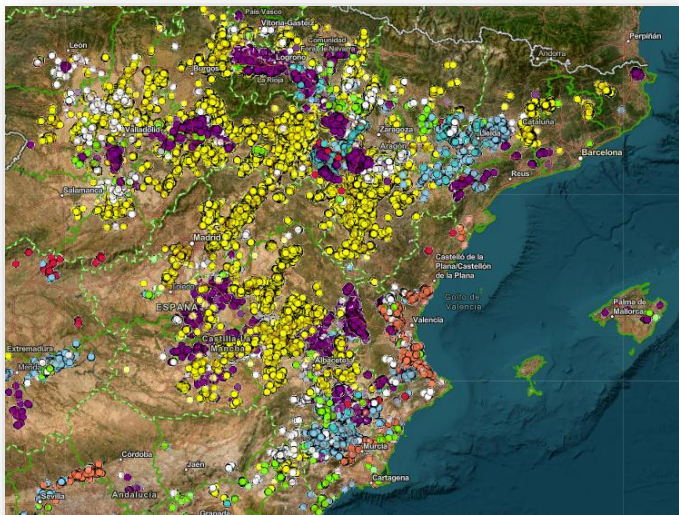 País Vasco
Vitoria-Gasteiz
León
Comunidad
Foral de Navarra
Andorra
Perpiñán
Logroño
Burgos
La Rioja
Cataluña
Zaragoza
Lleida
Valladolid
Aragón
Barcelona
Reus
Salamanca
Madrid
Castelló de la
Plana/Castellón
de la Plana
Toledo
ESPAÑA
Golfo de
Valencia
Palma de
Mallorca
Valencia
Castilla-La
Mancha
Extremadura
Albacete
Mérida
Murcia
Córdoba
Jaén
Cartagena
Sevilla
Andalucía
Granada